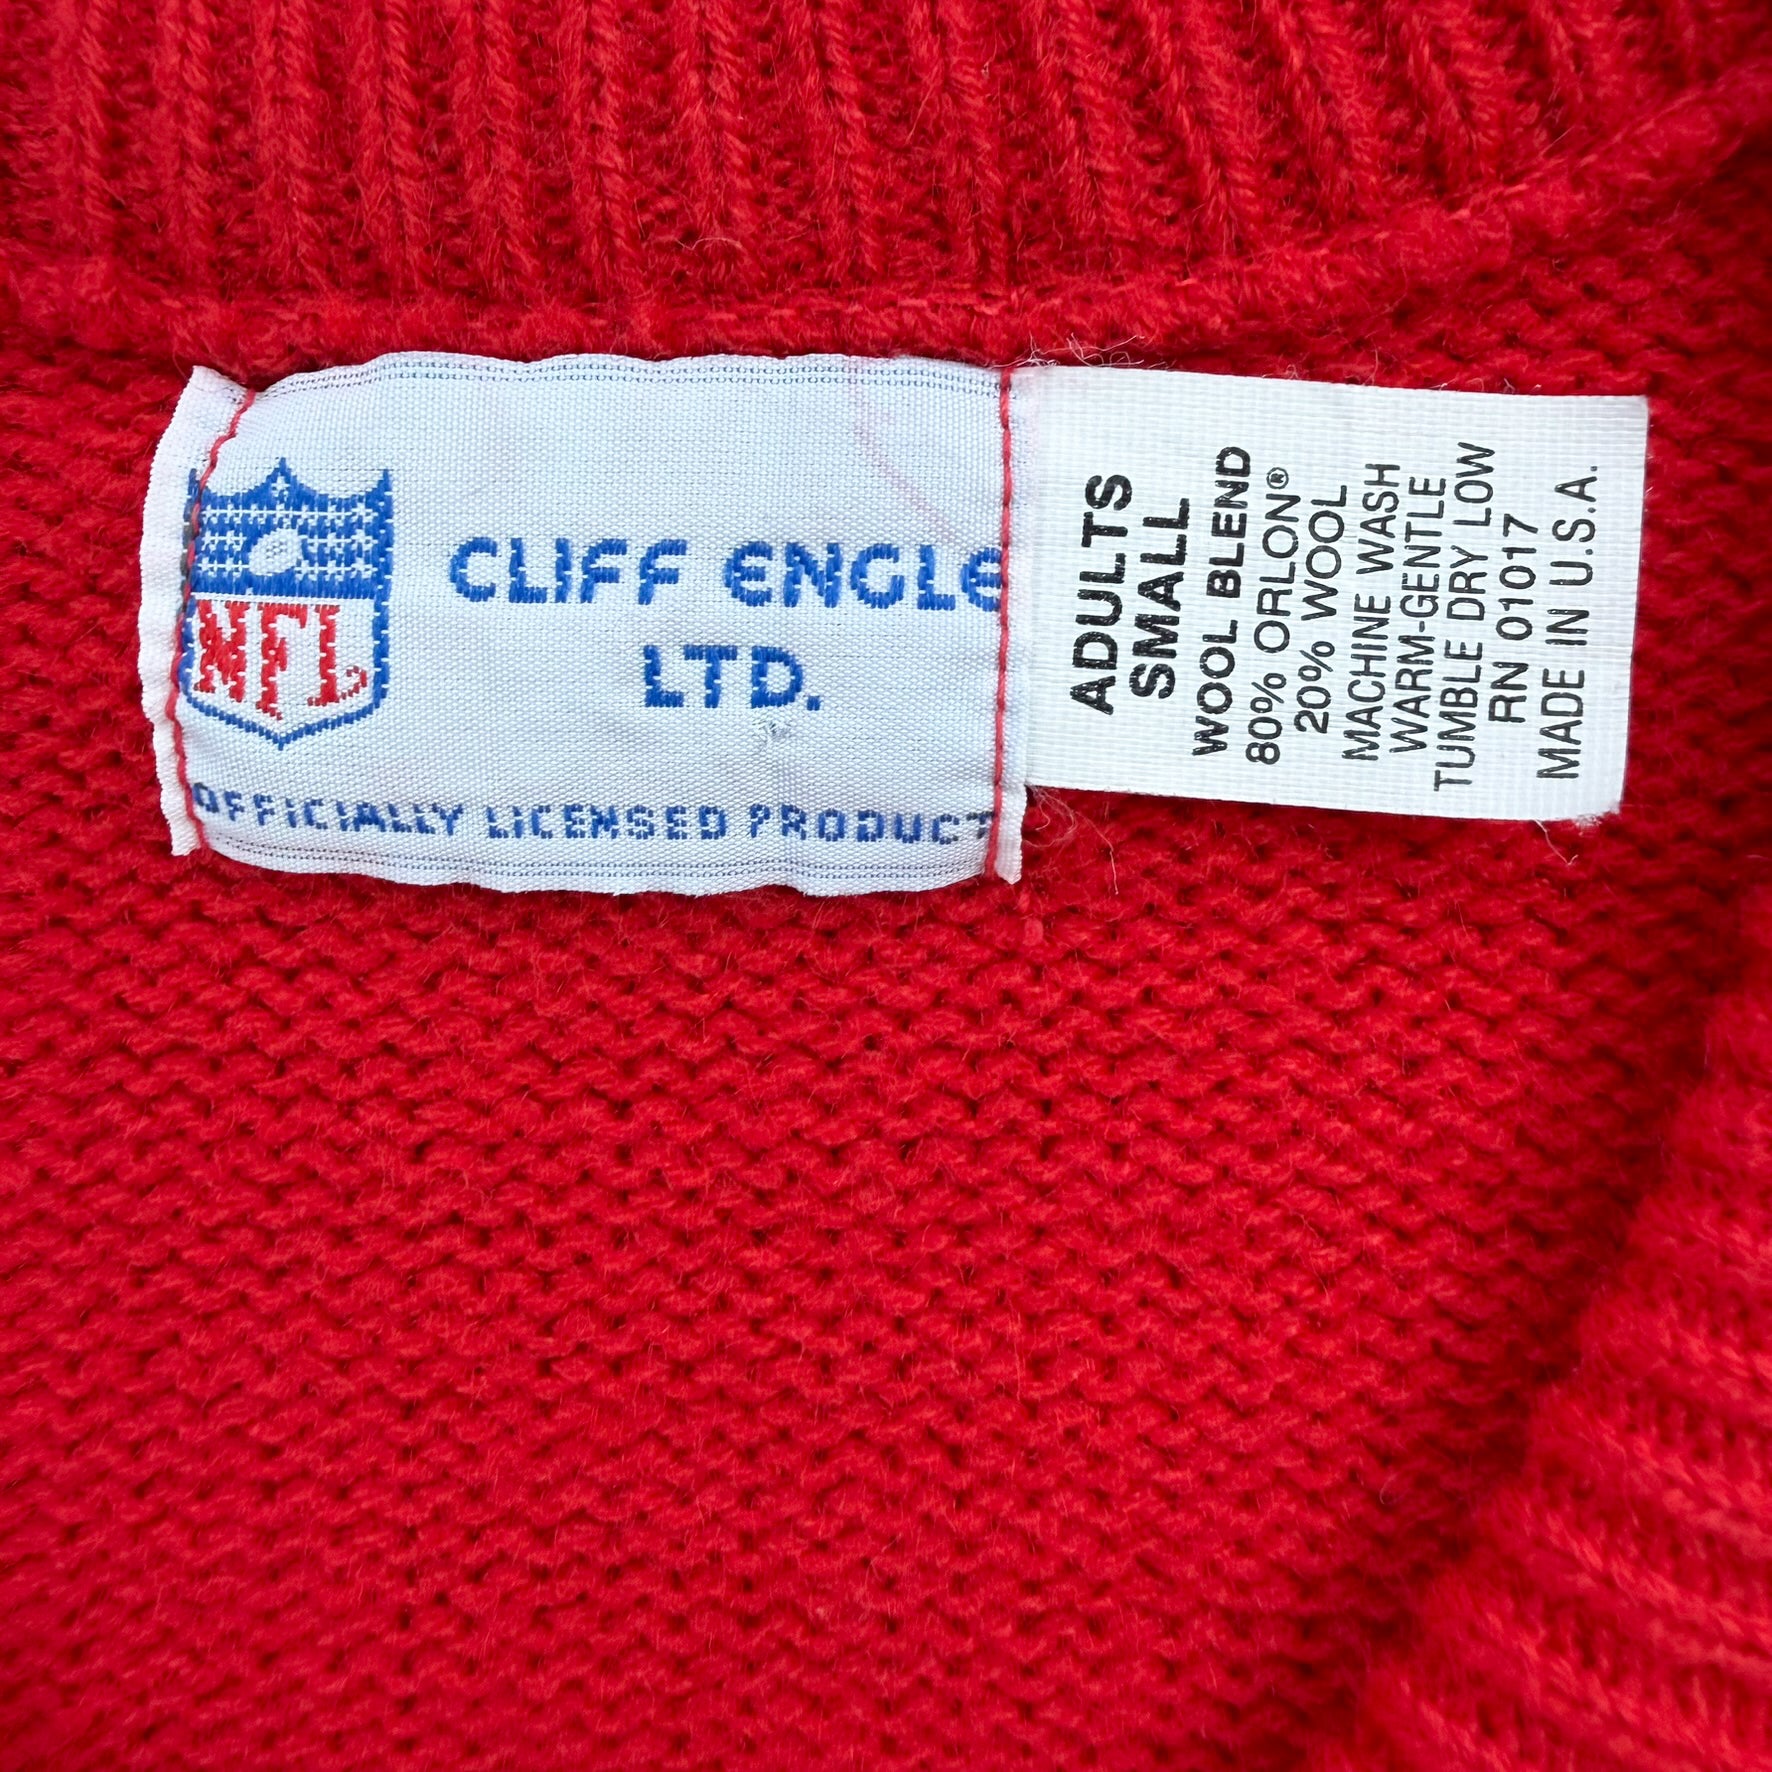 NFL
CLIFF ENGLE
LTD.
OFFICIALLY LICENSED PRODUCT
ADULTS
SMALL
WOOL BLEND
80% ORLON®
20% WOOL
MACHINE WASH
WARM-GENTLE
TUMBLE DRY LOW
RN 01017
MADE IN U.S.A.